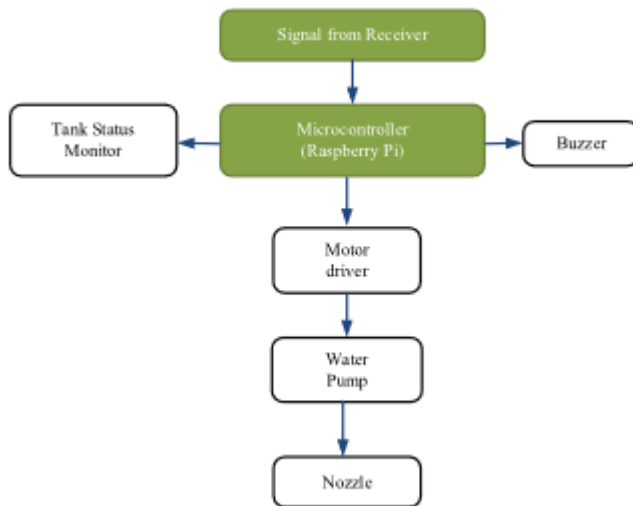 Signal from Receiver
Tank Status
Monitor
Microcontroller
(Raspberry Pi)
Buzzer
Motor
driver
Water
Pump
Nozzle